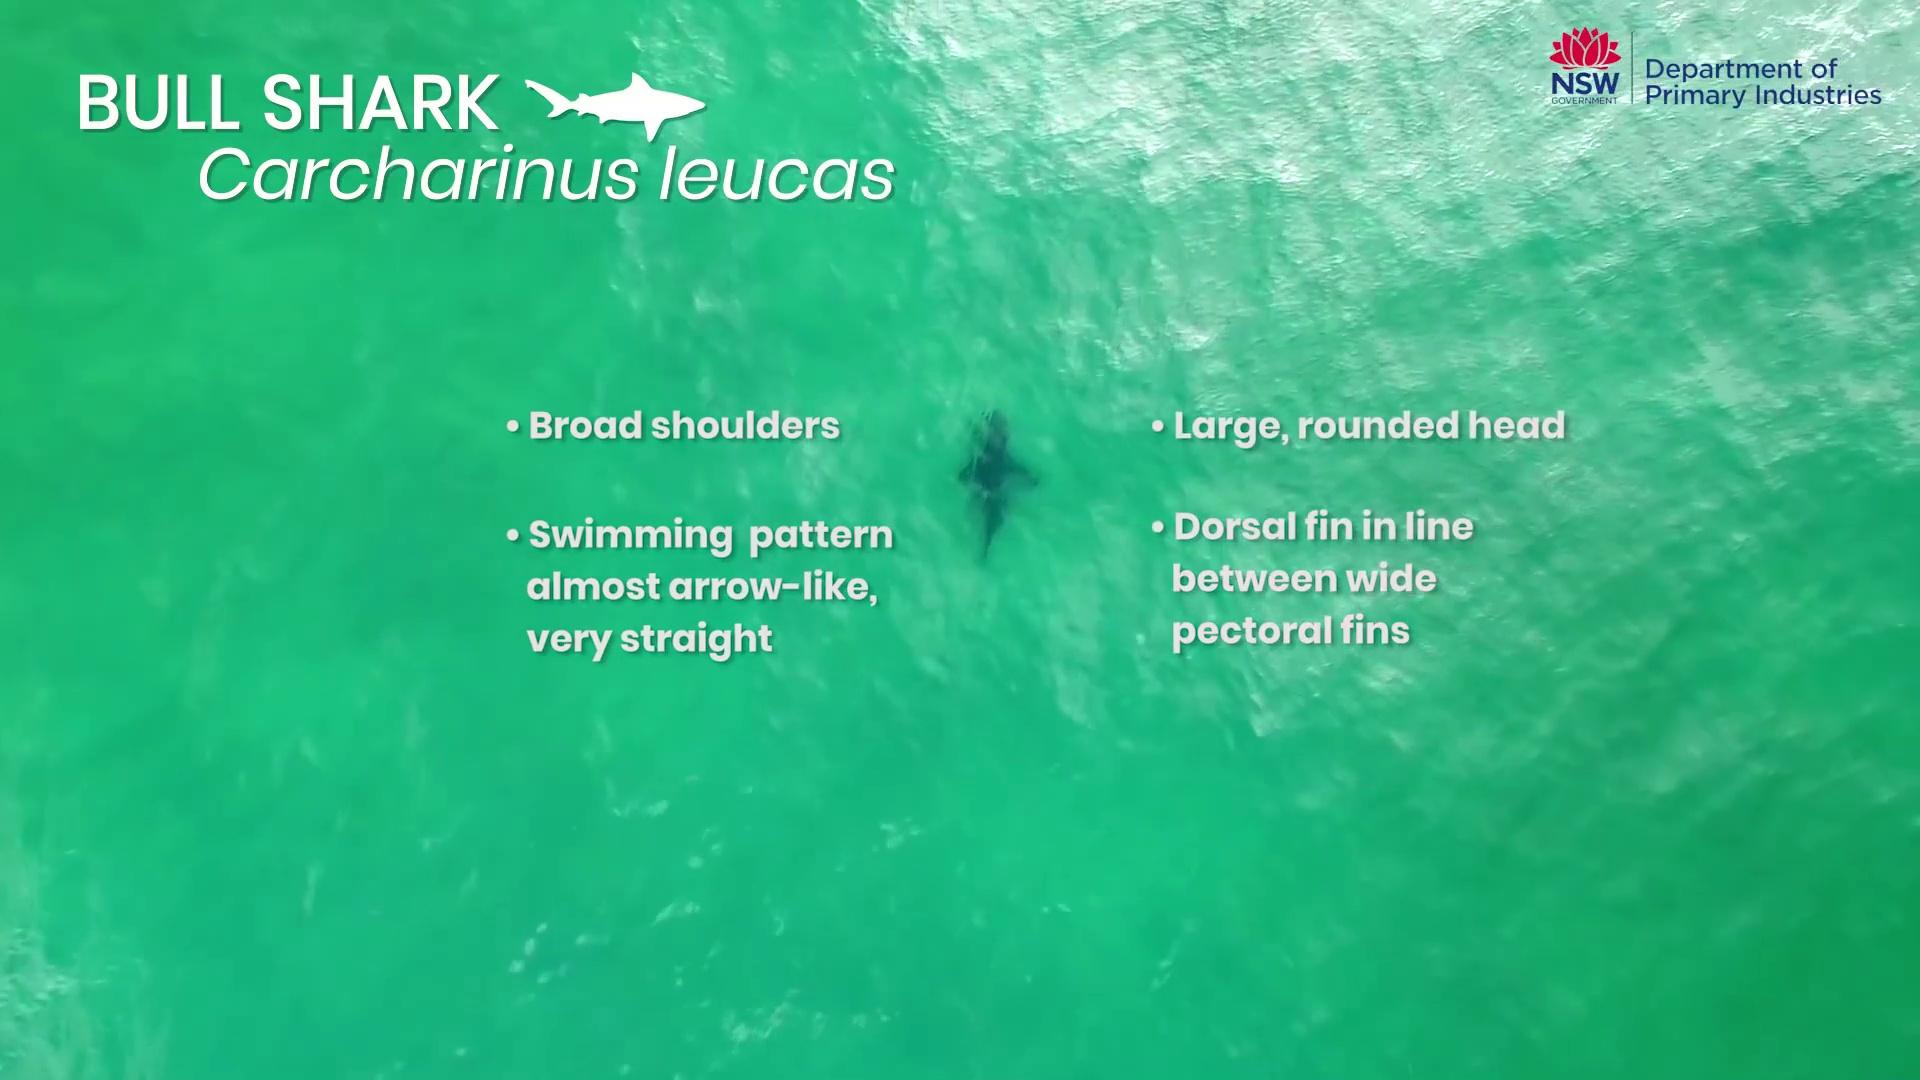 BULL SHARK
Carcharinus leucas
NSW
GOVERNMENT
Department of
Primary Industries
• Broad shoulders
• Swimming pattern
almost arrow-like,
very straight
• Large, rounded head
• Dorsal fin in line
between wide
pectoral fins